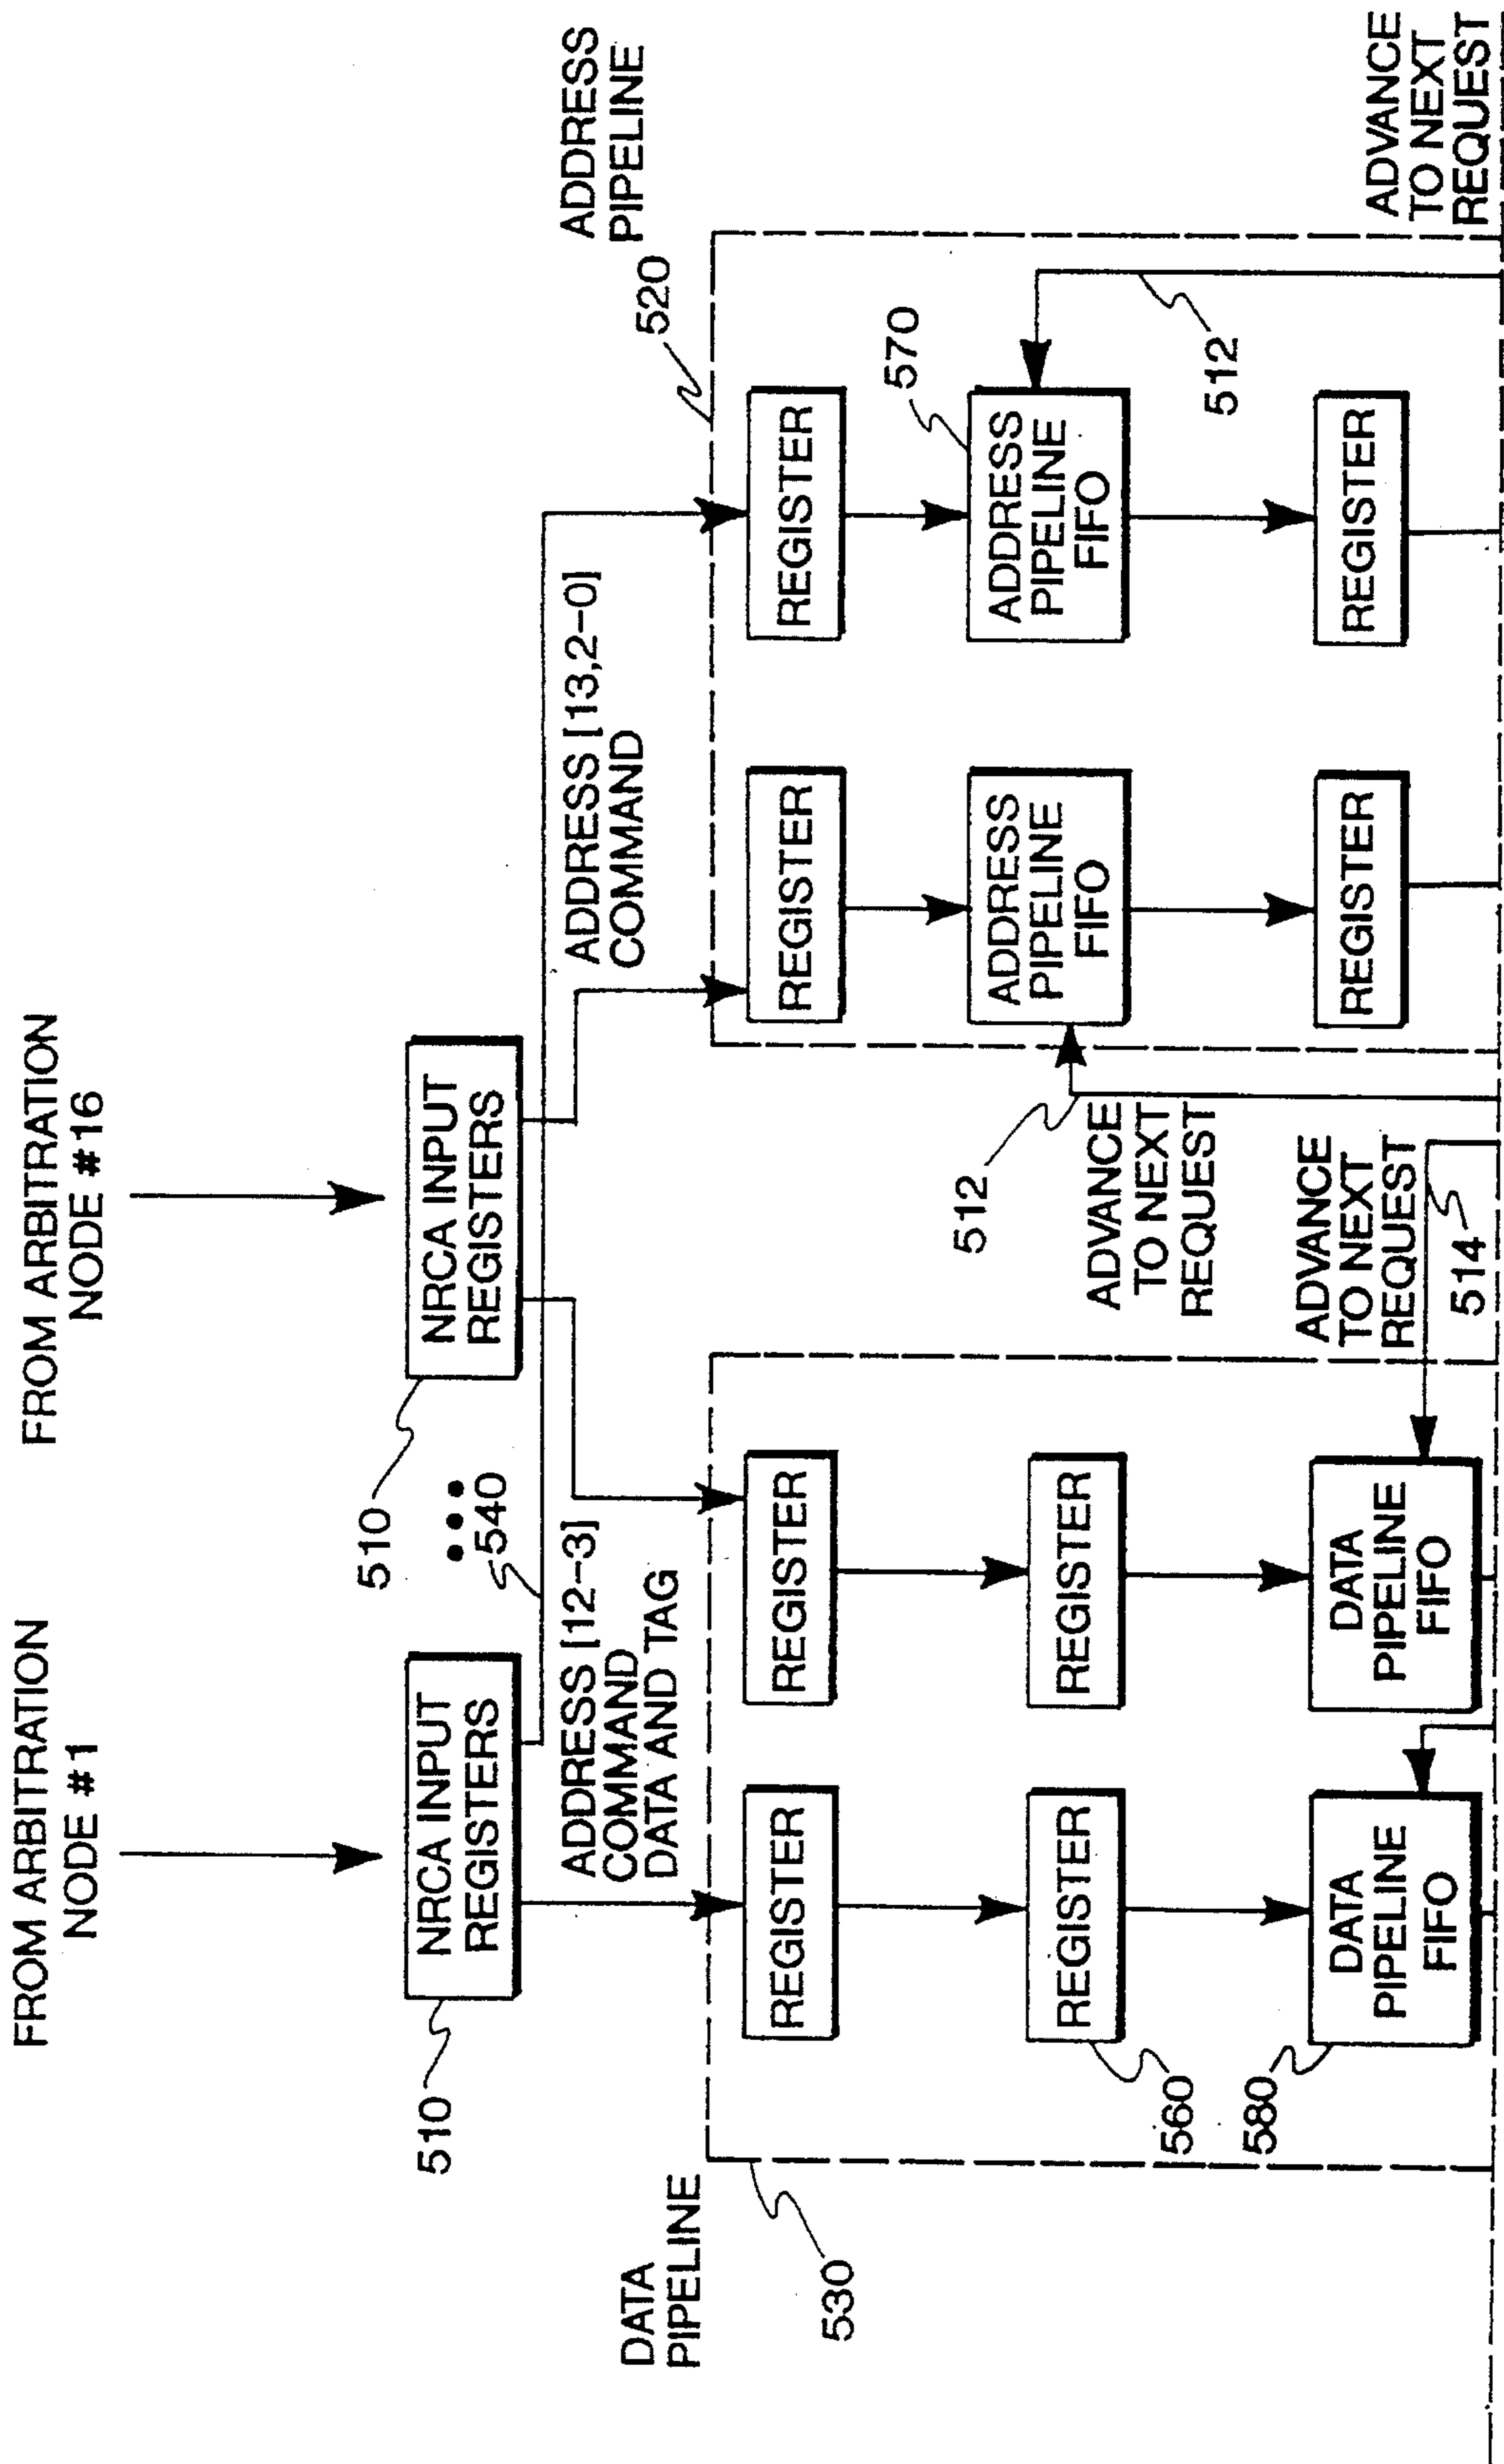 FROM ARBITRATION
NODE #1
FROM ARBITRATION
NODE #16
510
NRCA INPUT
REGISTERS
510
NRCA INPUT
REGISTERS
540
DATA
PIPELINE
530
ADDRESS [12-3]
COMMAND
DATA AND TAG
ADDRESS [13,2-0]
COMMAND
520
ADDRESS
PIPELINE
REGISTER
REGISTER
REGISTER
REGISTER
560
REGISTER
REGISTER
512
ADDRESS
PIPELINE
FIFO
570
ADDRESS
PIPELINE
FIFO
512
ADVANCE
TO NEXT
REQUEST
580
DATA
PIPELINE
FIFO
DATA
PIPELINE
FIFO
ADVANCE
TO NEXT
REQUEST
514
REGISTER
REGISTER
ADVANCE
TO NEXT
REQUEST